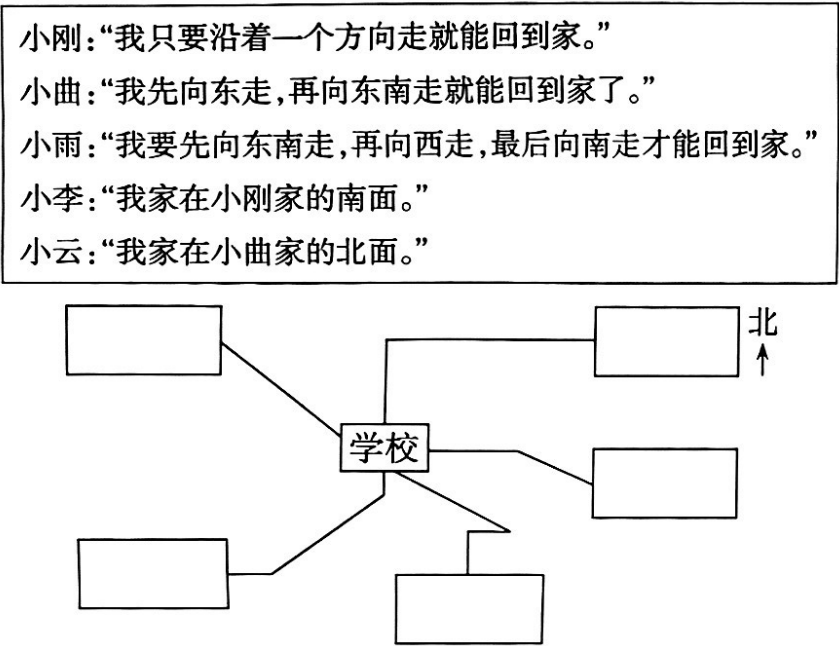 小刚:“我只要沿着一个方向走就能回到家。”
小曲:“我先向东走,再向东南走就能回到家了。”
小雨:“我要先向东南走,再向西走,最后向南走才能回到家。”
小李:“我家在小刚家的南面。”
小云:“我家在小曲家的北面。”
北
学校